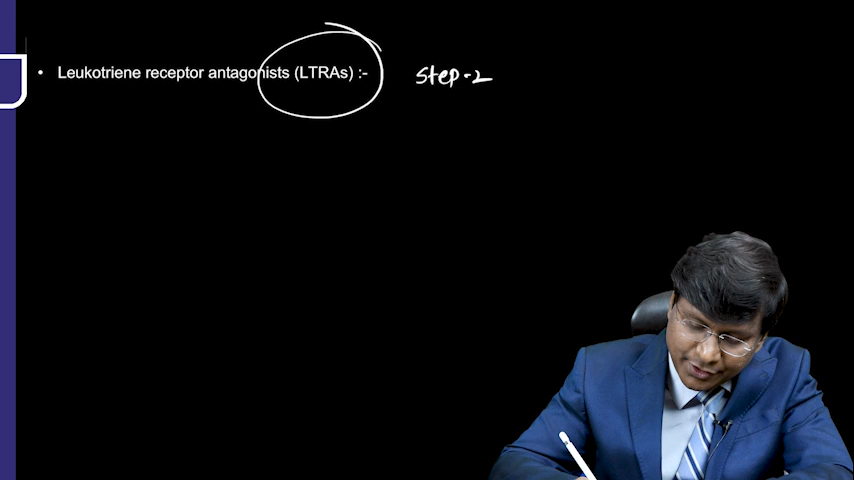 • Leukotriene receptor antagonists (LTRAs) :- Step-2